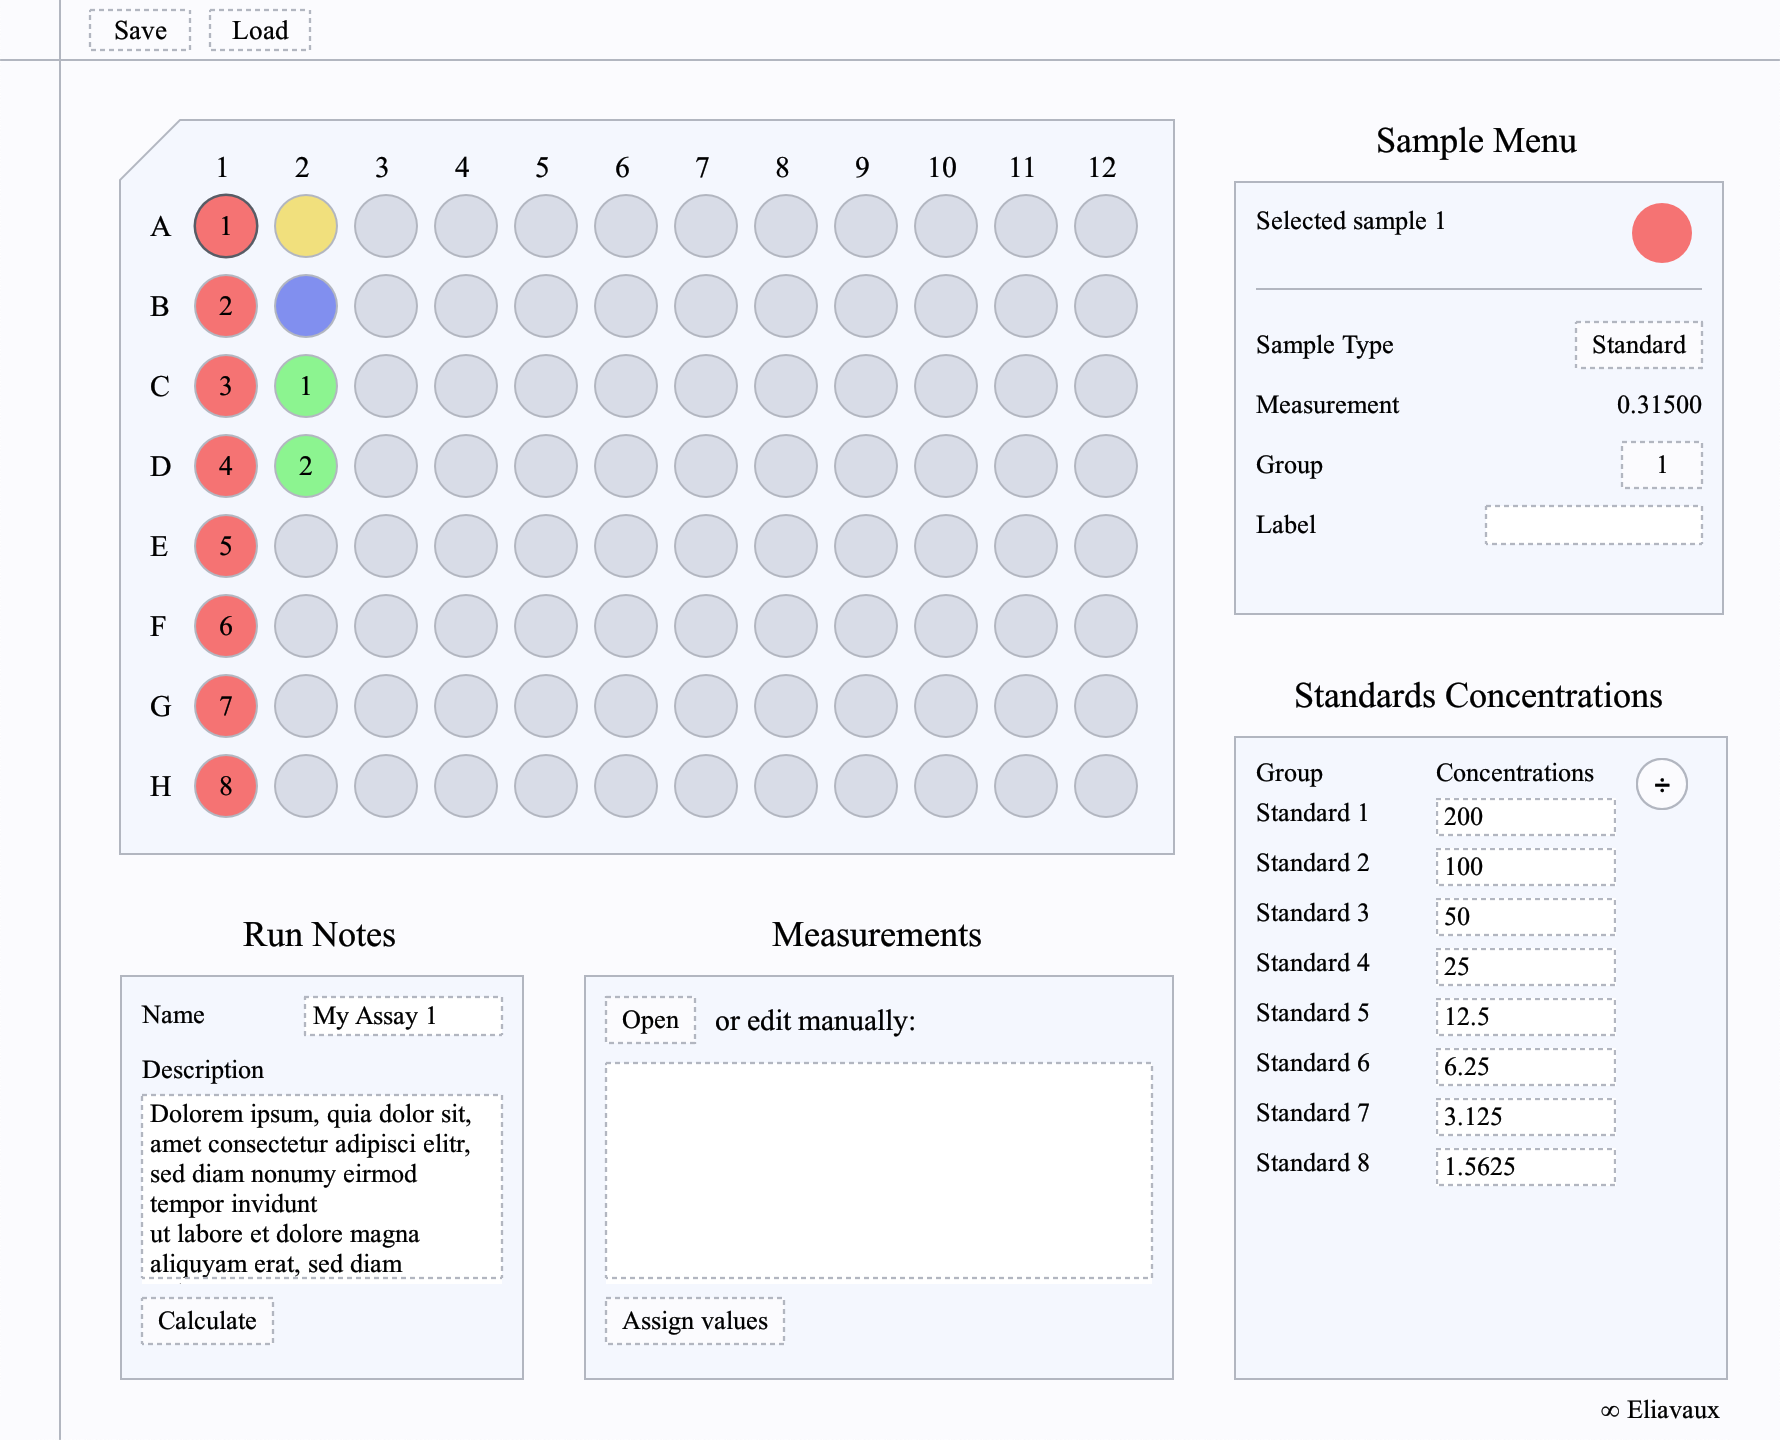 Save Load
1 2 3 4 5 6 7 8 9 10 11 12
A 1
B 2
C 3 1
D 4 2
E 5
F 6
G 7
H 8
Sample Menu
Selected sample 1
Sample Type Standard
Measurement 0.31500
Group 1
Label
Standards Concentrations
Group Concentrations ÷
Standard 1 200
Standard 2 100
Standard 3 50
Standard 4 25
Standard 5 12.5
Standard 6 6.25
Standard 7 3.125
Standard 8 1.5625
Run Notes
Name My Assay 1
Description
Dolorem ipsum, quia dolor sit,
amet consectetur adipisci elitr,
sed diam nonumy eirmod
tempor invidunt
ut labore et dolore magna
aliquyam erat, sed diam
Calculate
Measurements
Open or edit manually:
Assign values
∞ Eliavaux